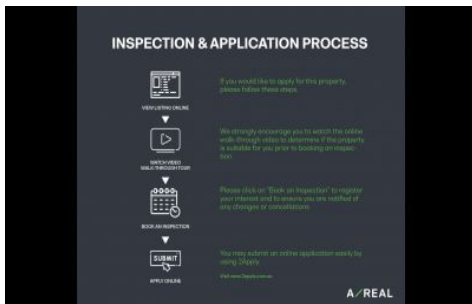 INSPECTION & APPLICATION PROCESS
VIEW LISTING ONLINE
If you would like to apply for this property,
please follow these steps
WATCH VIDEO
WALKTHROUGH TOUR
We strongly encourage you to watch the online
walk-through video to determine if the property
is suitable for you prior to booking an inspec-
tion
BOOK AN INSPECTION
Please click on "Book an Inspection" to register
your interest and to ensure you are notified of
any changes or cancellations
SUBMIT
APPLY ONLINE
You may submit an online application easily by
using 2Apply
A/REAL